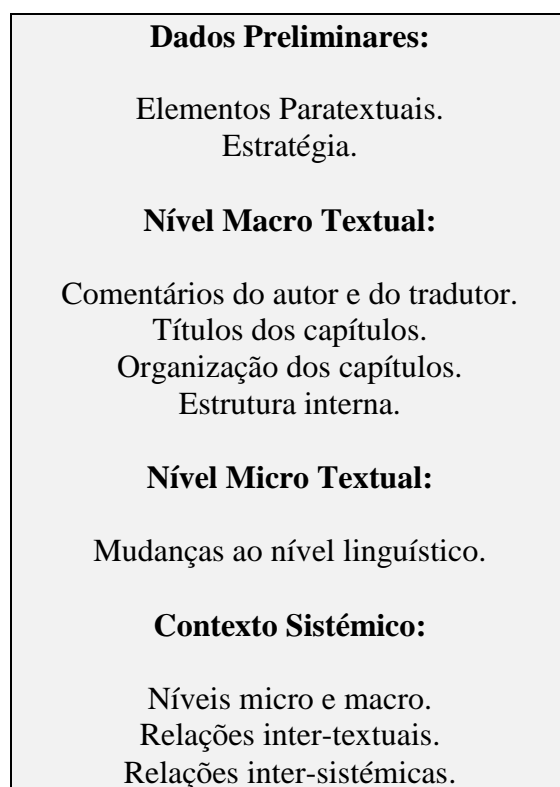 Dados Preliminares:
Elementos Paratextuais.
Estratégia.
Nível Macro Textual:
Comentários do autor e do tradutor.
Títulos dos capítulos.
Organização dos capítulos.
Estrutura interna.
Nível Micro Textual:
Mudanças ao nível linguístico.
Contexto Sistémico:
Níveis micro e macro.
Relações inter-textuais.
Relações inter-sistémicas.